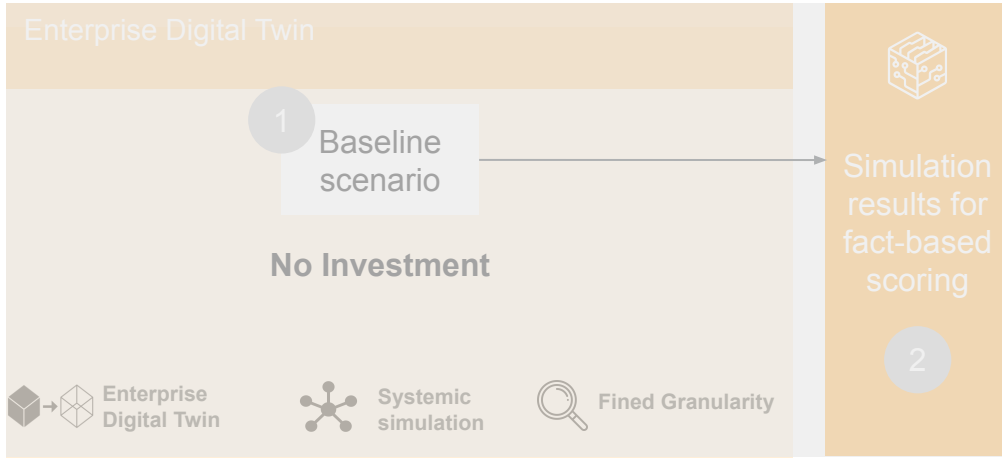 Enterprise Digital Twin
1
Baseline
scenario
No Investment
Simulation
results for
fact-based
scoring
2
Enterprise
Digital Twin
Systemic
simulation
Fined Granularity